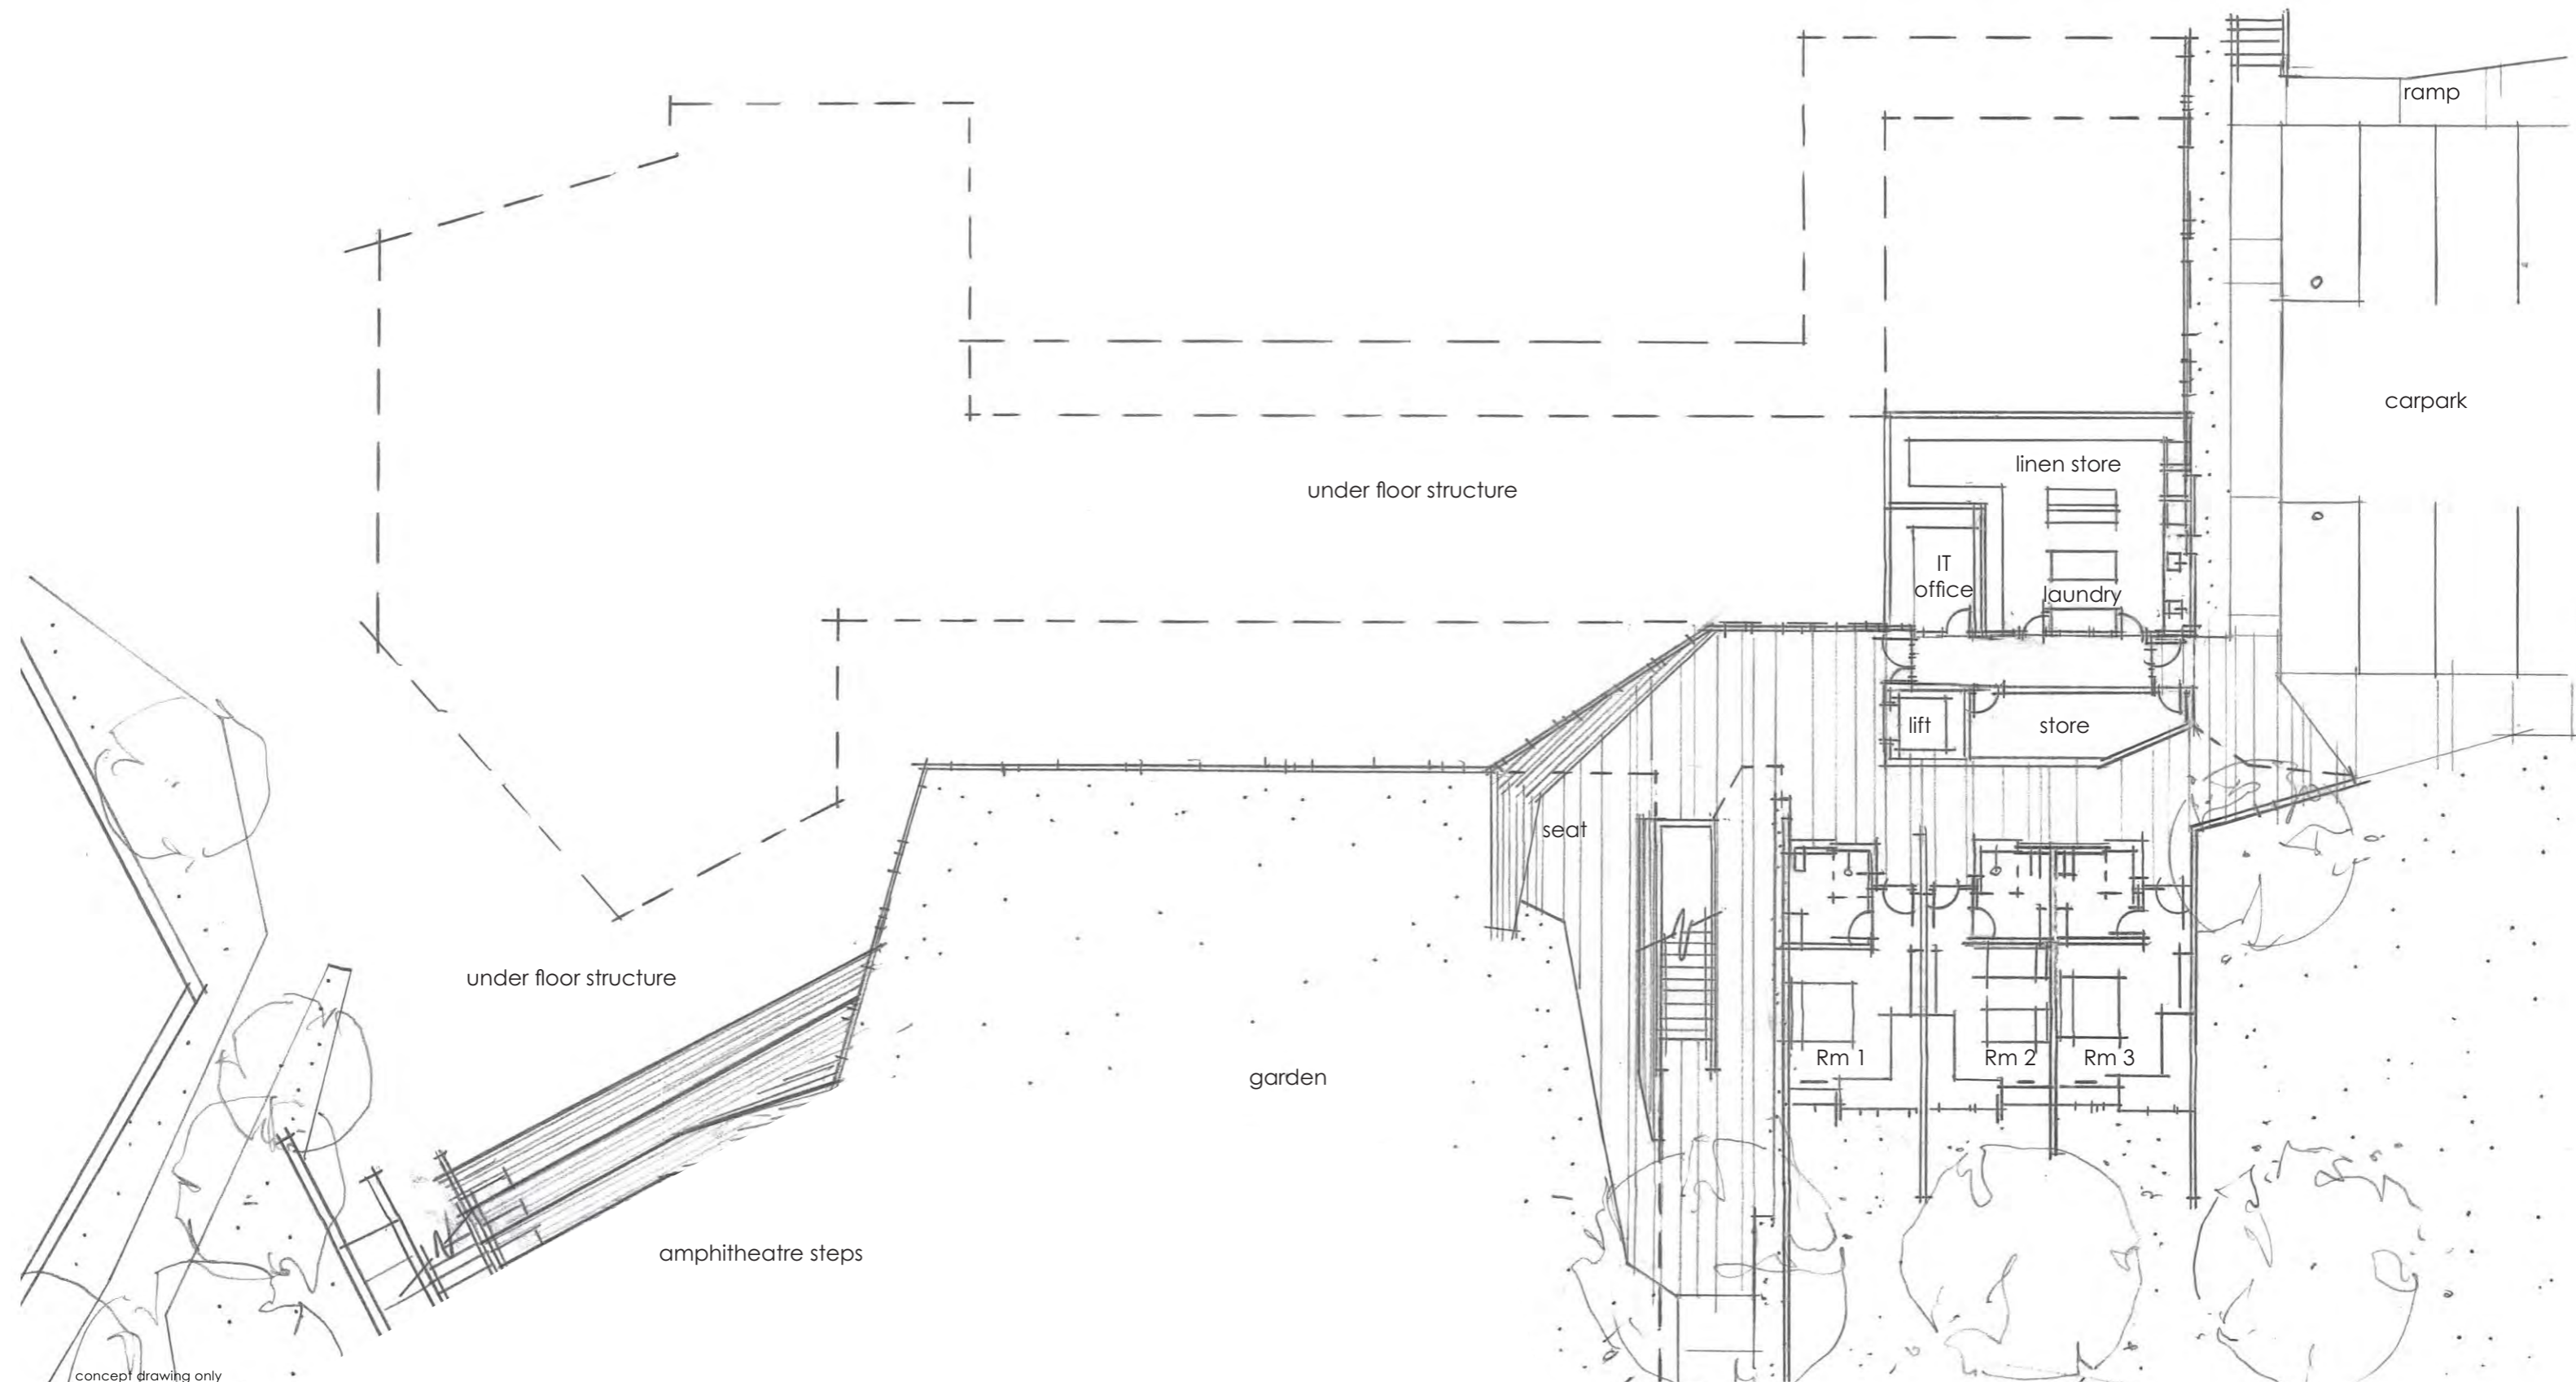 ramp
carpark
linen store
under floor structure
IT
office
laundry
lift
store
seat
under floor structure
Rm 1
Rm 2
Rm 3
garden
amphitheatre steps
concept drawing only